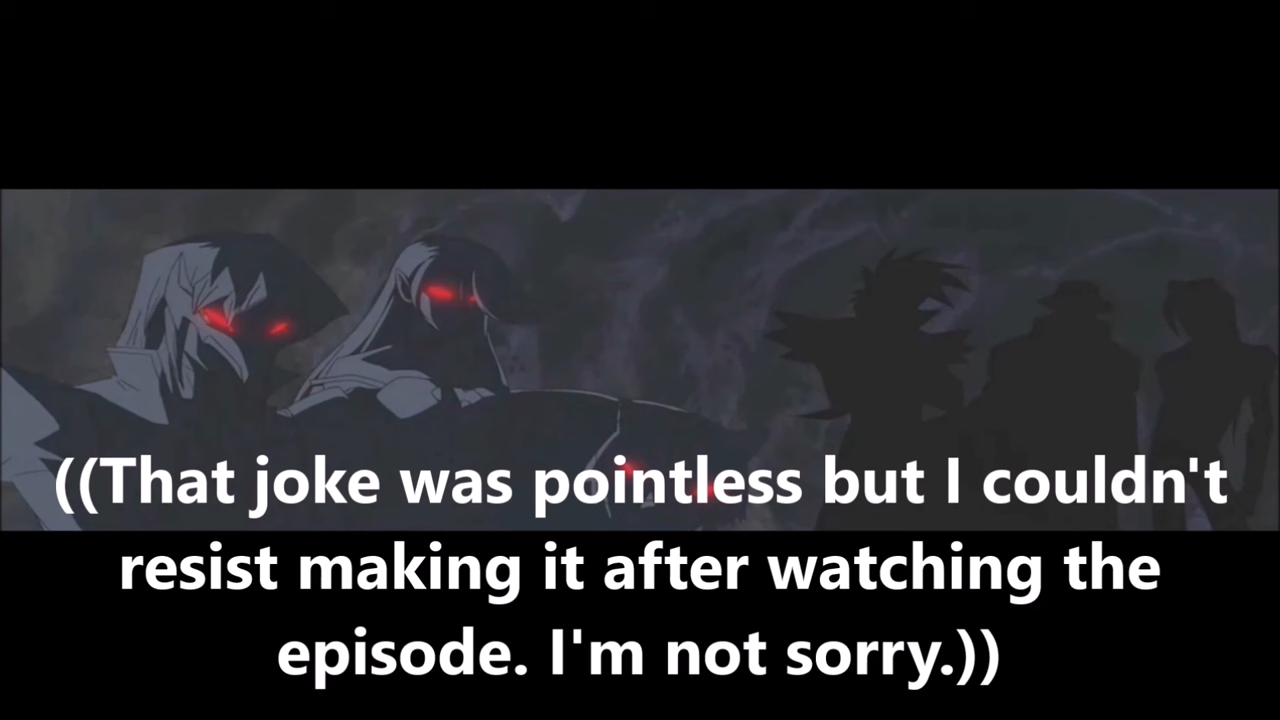 ((That joke was pointless but I couldn't
resist making it after watching the
episode. I'm not sorry.))